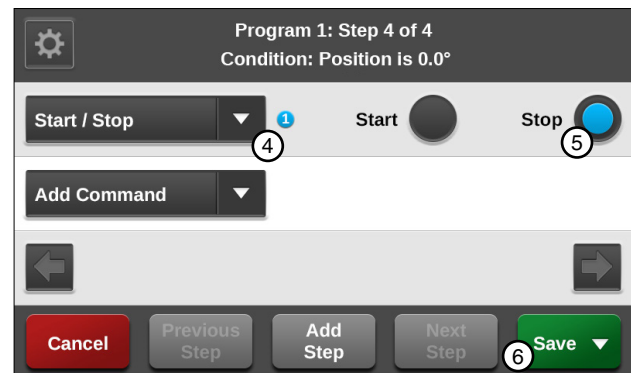 Program 1: Step 4 of 4
Condition: Position is 0.0°
Start / Stop
4
1
Start
Stop
5
Add Command
Cancel
Previous
Step
Add
Step
Next
Step
6
Save